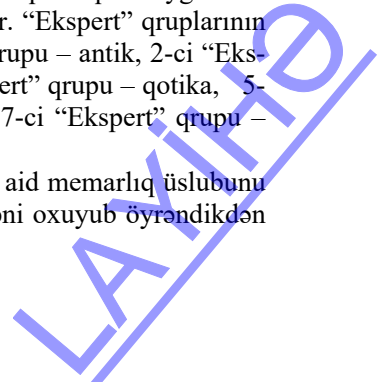 r. “Ekspert” qruplarının
rupu – antik, 2-ci “Eks-
ert” qrupu – qotika, 5-
7-ci “Ekspert” qrupu –
aid memarlıq üslubunu
ni oxuyub öyrəndikdən
LAYİHƏ